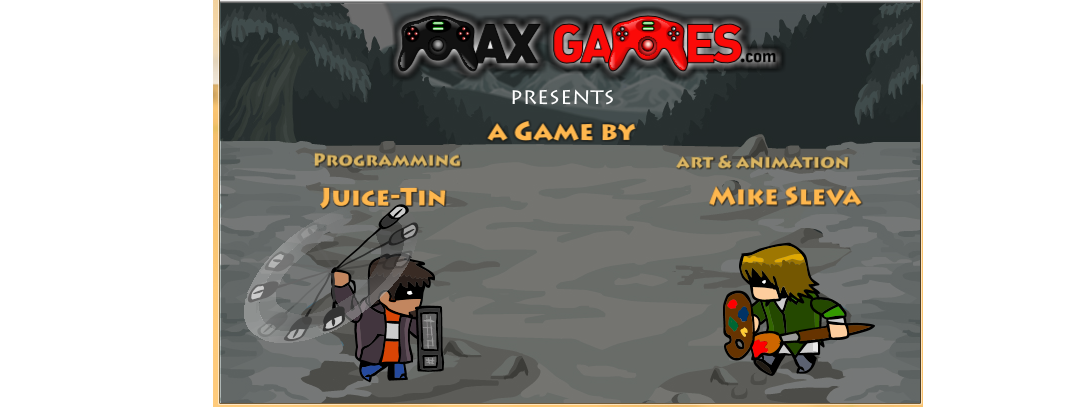 MAX GAMES.com
PRESENTS
A GAME BY
PROGRAMMING
JUICE-TIN
ART & ANIMATION
MIKE SLEVA